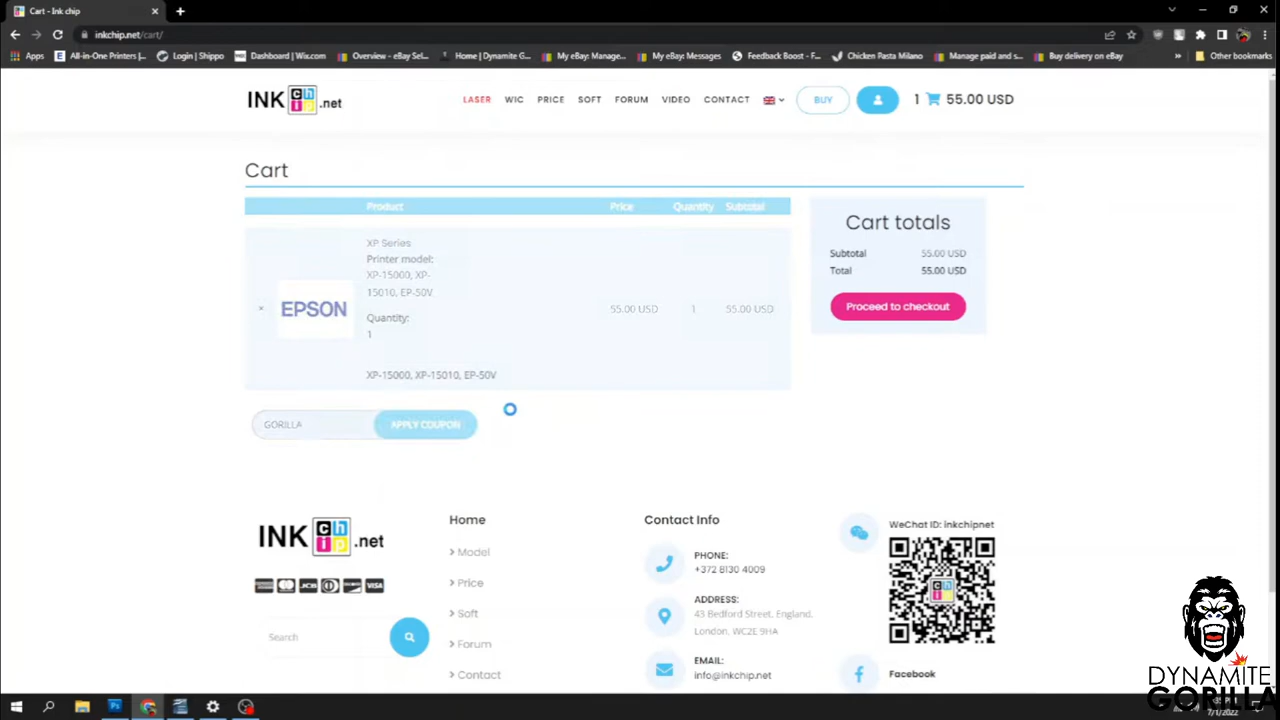 Cart - Ink chip
inkchip.net/cart/
Apps
All-in-One Printers |...
Login | Shippo
Dashboard | Wix.com
Overview - eBay Sel...
Home | Dynamite G...
My eBay: Manage...
My eBay: Messages
Feedback Boost - F...
Chicken Pasta Milano
Manage paid and s...
Buy delivery on eBay
»
Other bookmarks
INK chip .net
LASER
WIC
PRICE
SOFT
FORUM
VIDEO
CONTACT
BUY
1
55.00 USD
Cart
Product
Price
Quantity
Subtotal
×
EPSON
XP Series
Printer model:
XP-15000, XP-
15010, EP-50V
Quantity:
1
XP-15000, XP-15010, EP-50V
55.00 USD
1
55.00 USD
Cart totals
Subtotal 55.00 USD
Total 55.00 USD
Proceed to checkout
GORILLA
APPLY COUPON
INK chip .net
JCB
VISA
Search
Home
Model
Price
Soft
Forum
Contact
Contact Info
PHONE:
+372 8130 4009
ADDRESS:
43 Bedford Street, England.
London, WC2E 9HA
EMAIL:
info@inkchip.net
WeChat ID: inkchipnet
Facebook
DYNAMITE
GORILLA
7/1/2022